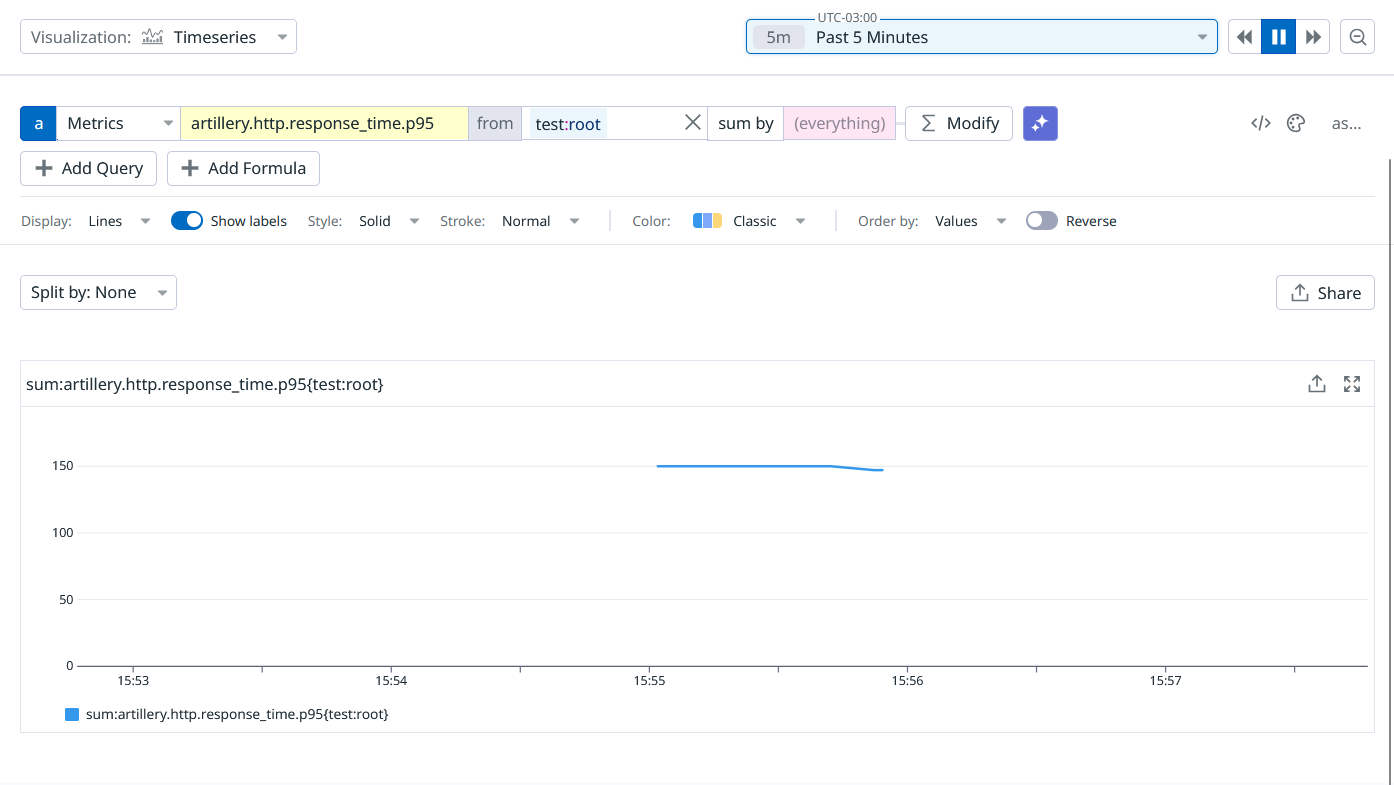 UTC-03:00
Visualization: Timeseries 5m Past 5 Minutes
a Metrics artillery.http.response_time.p95 from test:root sum by (everything) Σ Modify </> as...
Add Query Add Formula
Display: Lines Show labels Style: Solid Stroke: Normal Color: Classic Order by: Values Reverse
Split by: None Share
sum:artillery.http.response_time.p95{test:root}
150
100
50
0
15:53 15:54 15:55 15:56 15:57
sum:artillery.http.response_time.p95{test:root}